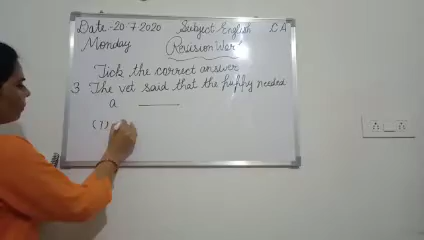 Date-20-7-2020 Subject English C.A
Monday Revision Work
Tick the correct answer
3 The vet said that the puppy needed
a ———
(?)